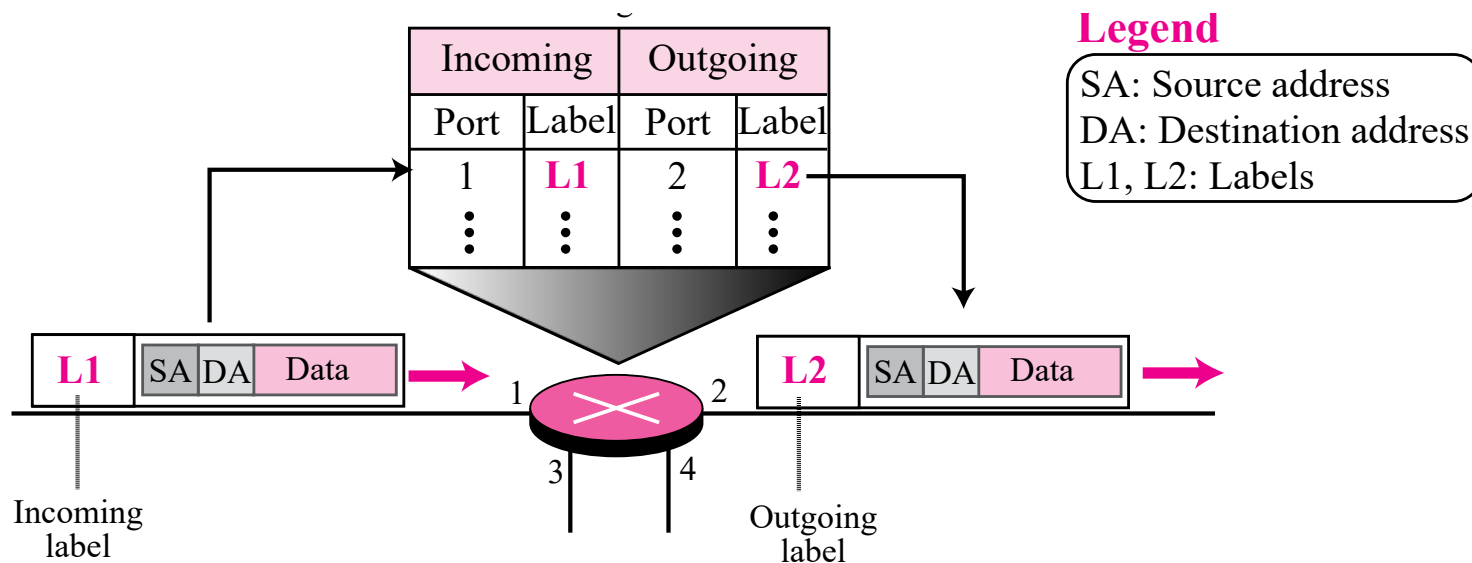 Legend
SA: Source address
DA: Destination address
L1, L2: Labels
Incoming Outgoing
Port Label Port Label
1 L1 2 L2
L1 SA DA Data
L2 SA DA Data
1 2
3 4
Incoming
label
Outgoing
label